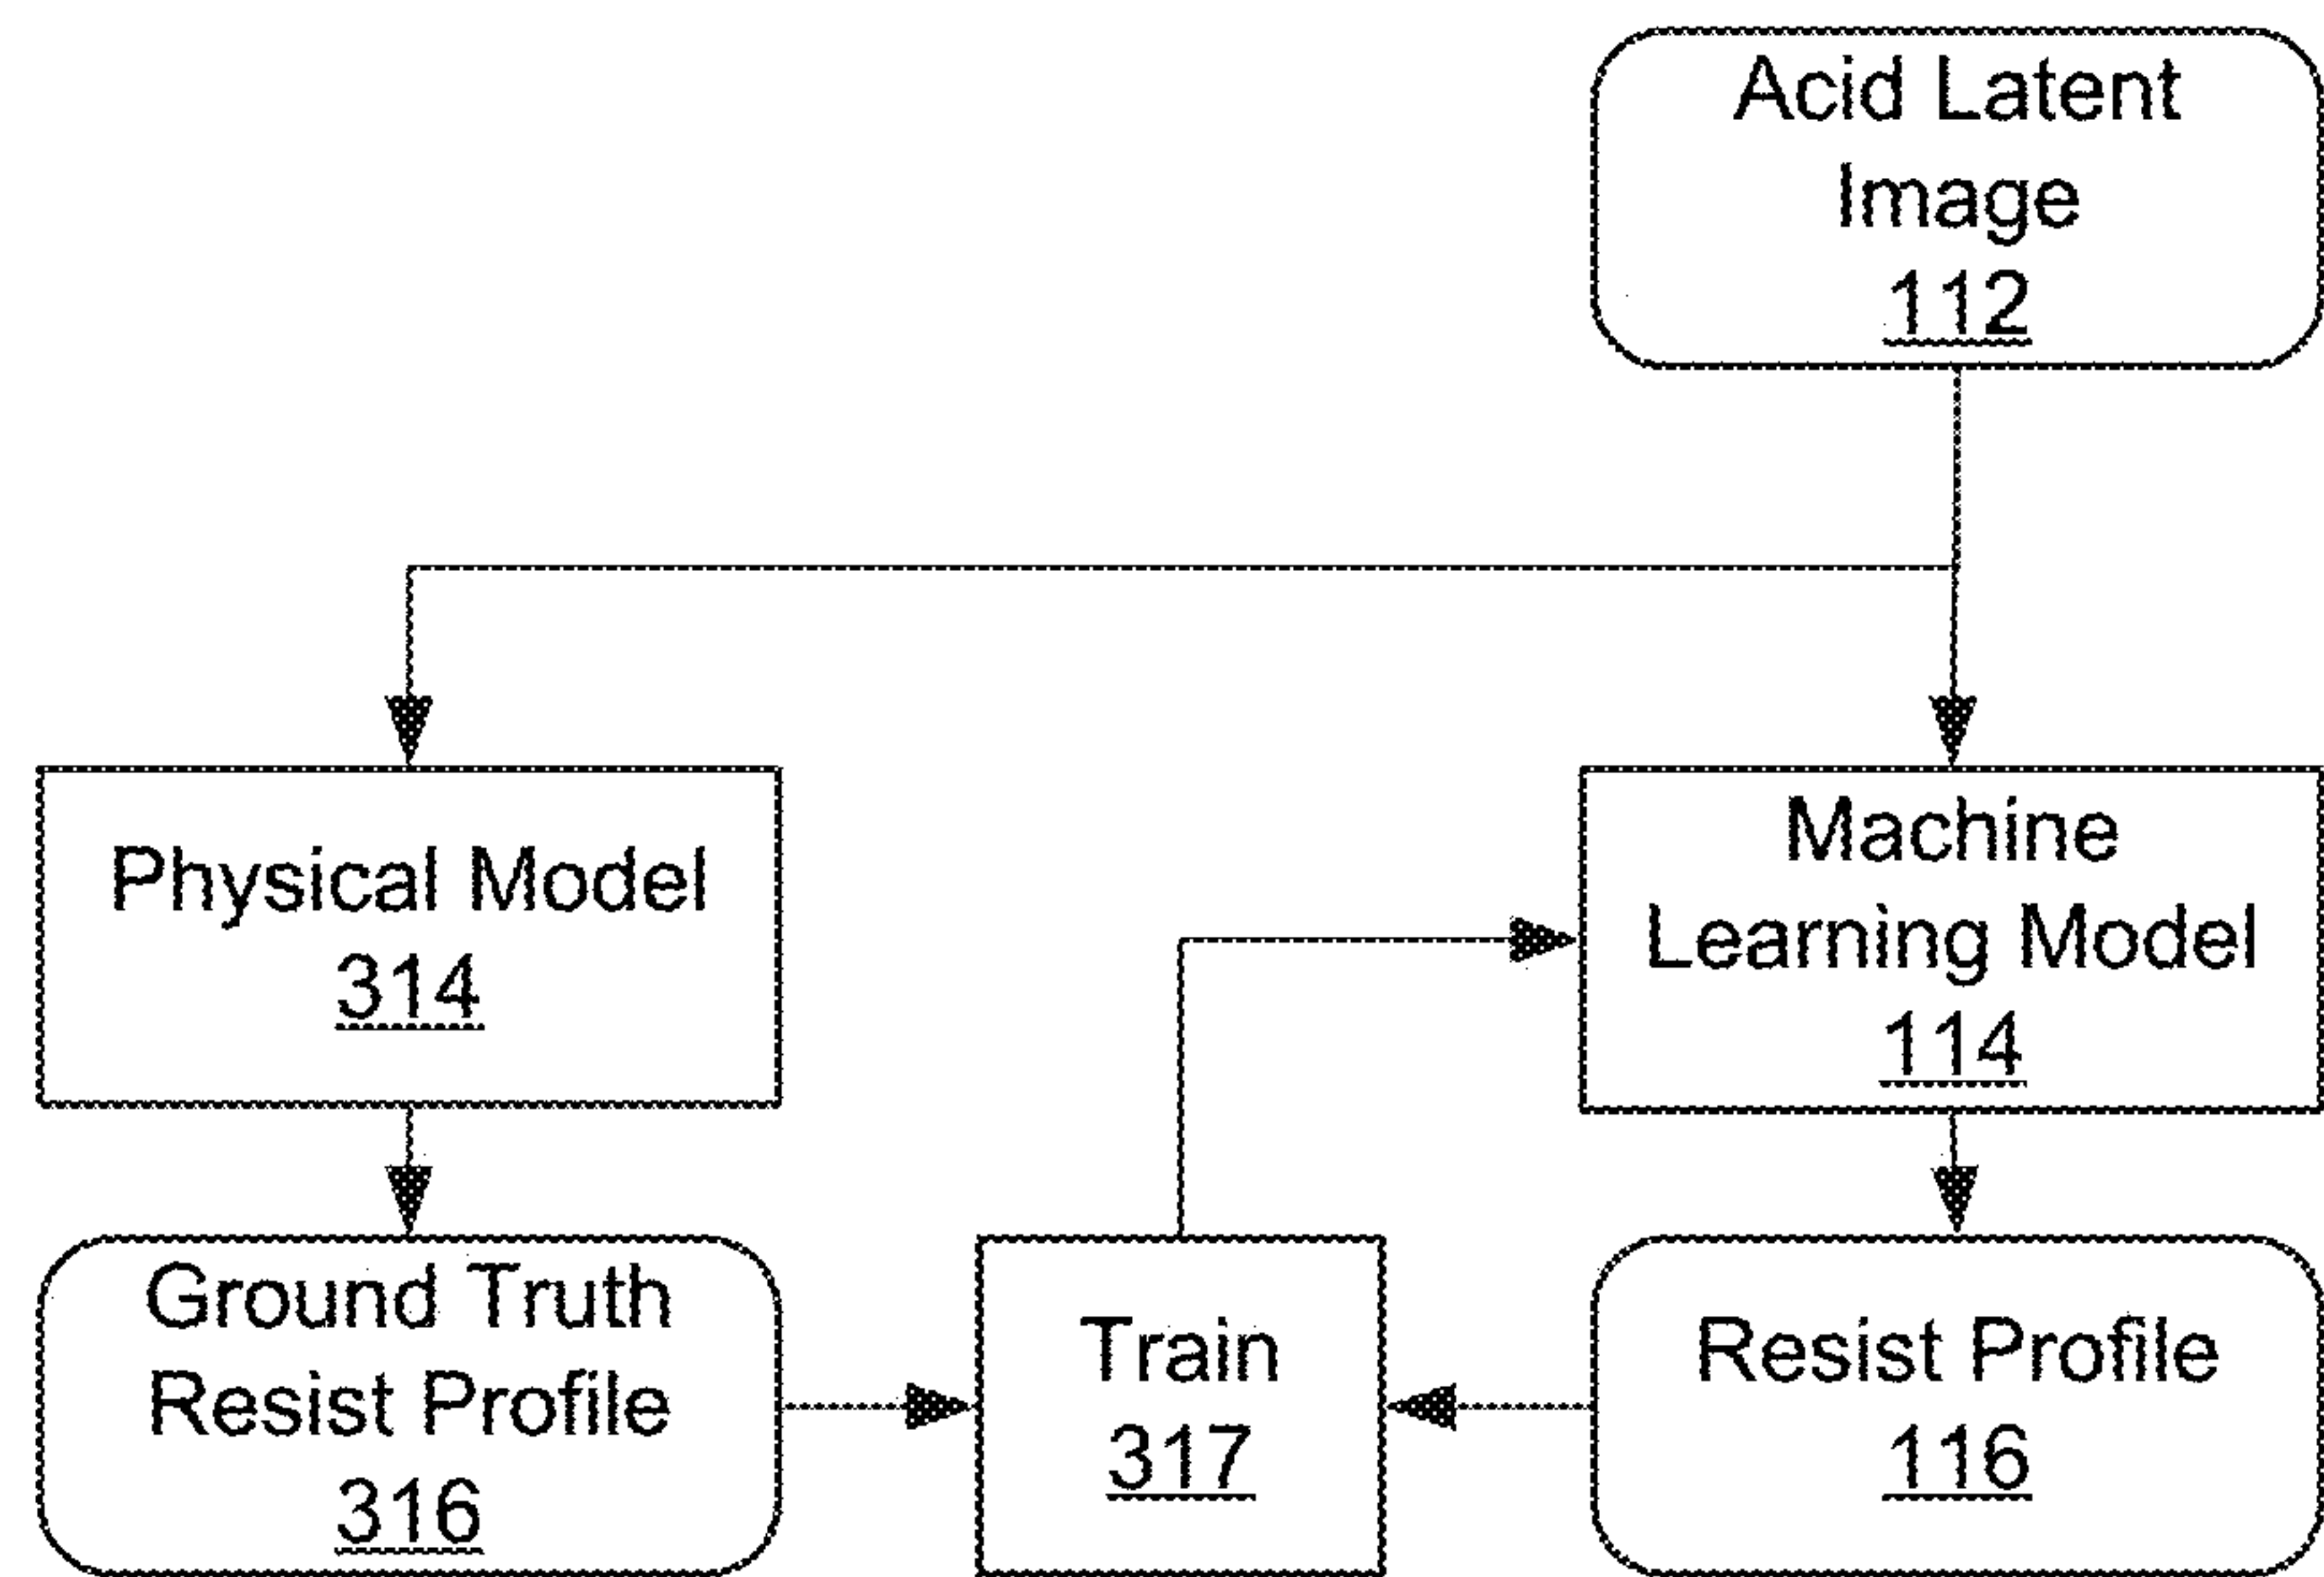 Acid Latent
Image
112
Physical Model
314
Machine
Learning Model
114
Ground Truth
Resist Profile
316
Train
317
Resist Profile
116